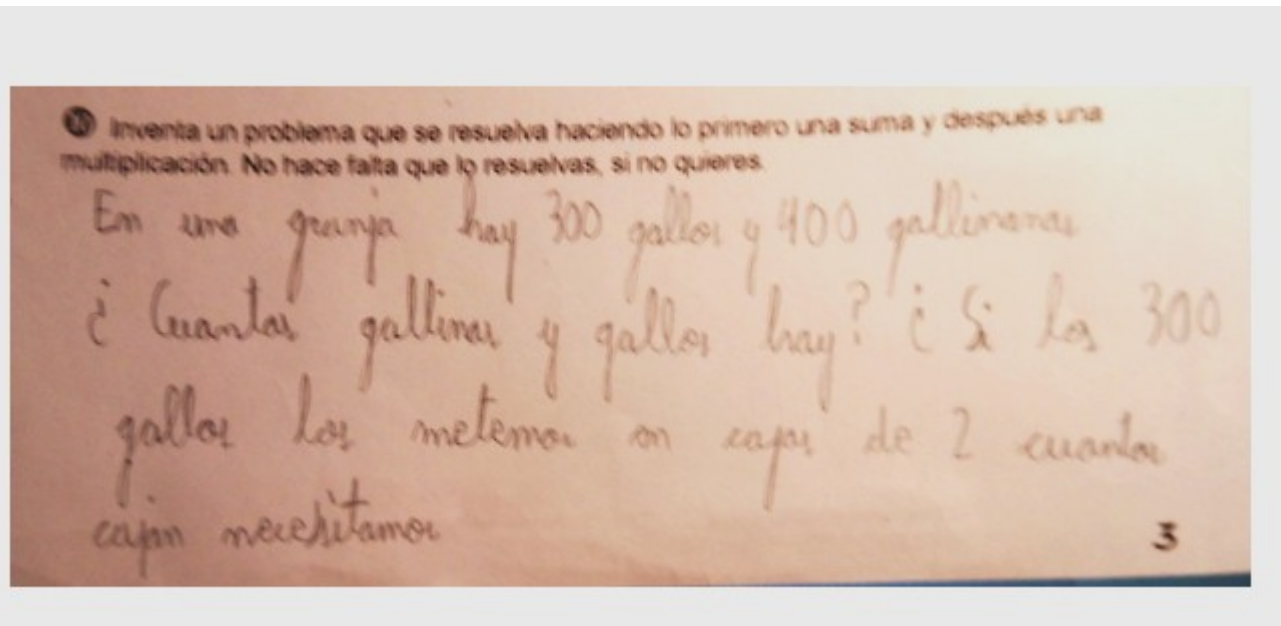 10 Inventa un problema que se resuelva haciendo lo primero una suma y después una
multiplicación. No hace falta que lo resuelvas, si no quieres.
En una granja hay 300 gallos y 400 gallinanas
¿ Cuantas gallinas y gallos hay? ¿ Si los 300
gallos los metemos en cajas de 2 cuantas
cajan necesitamos
3